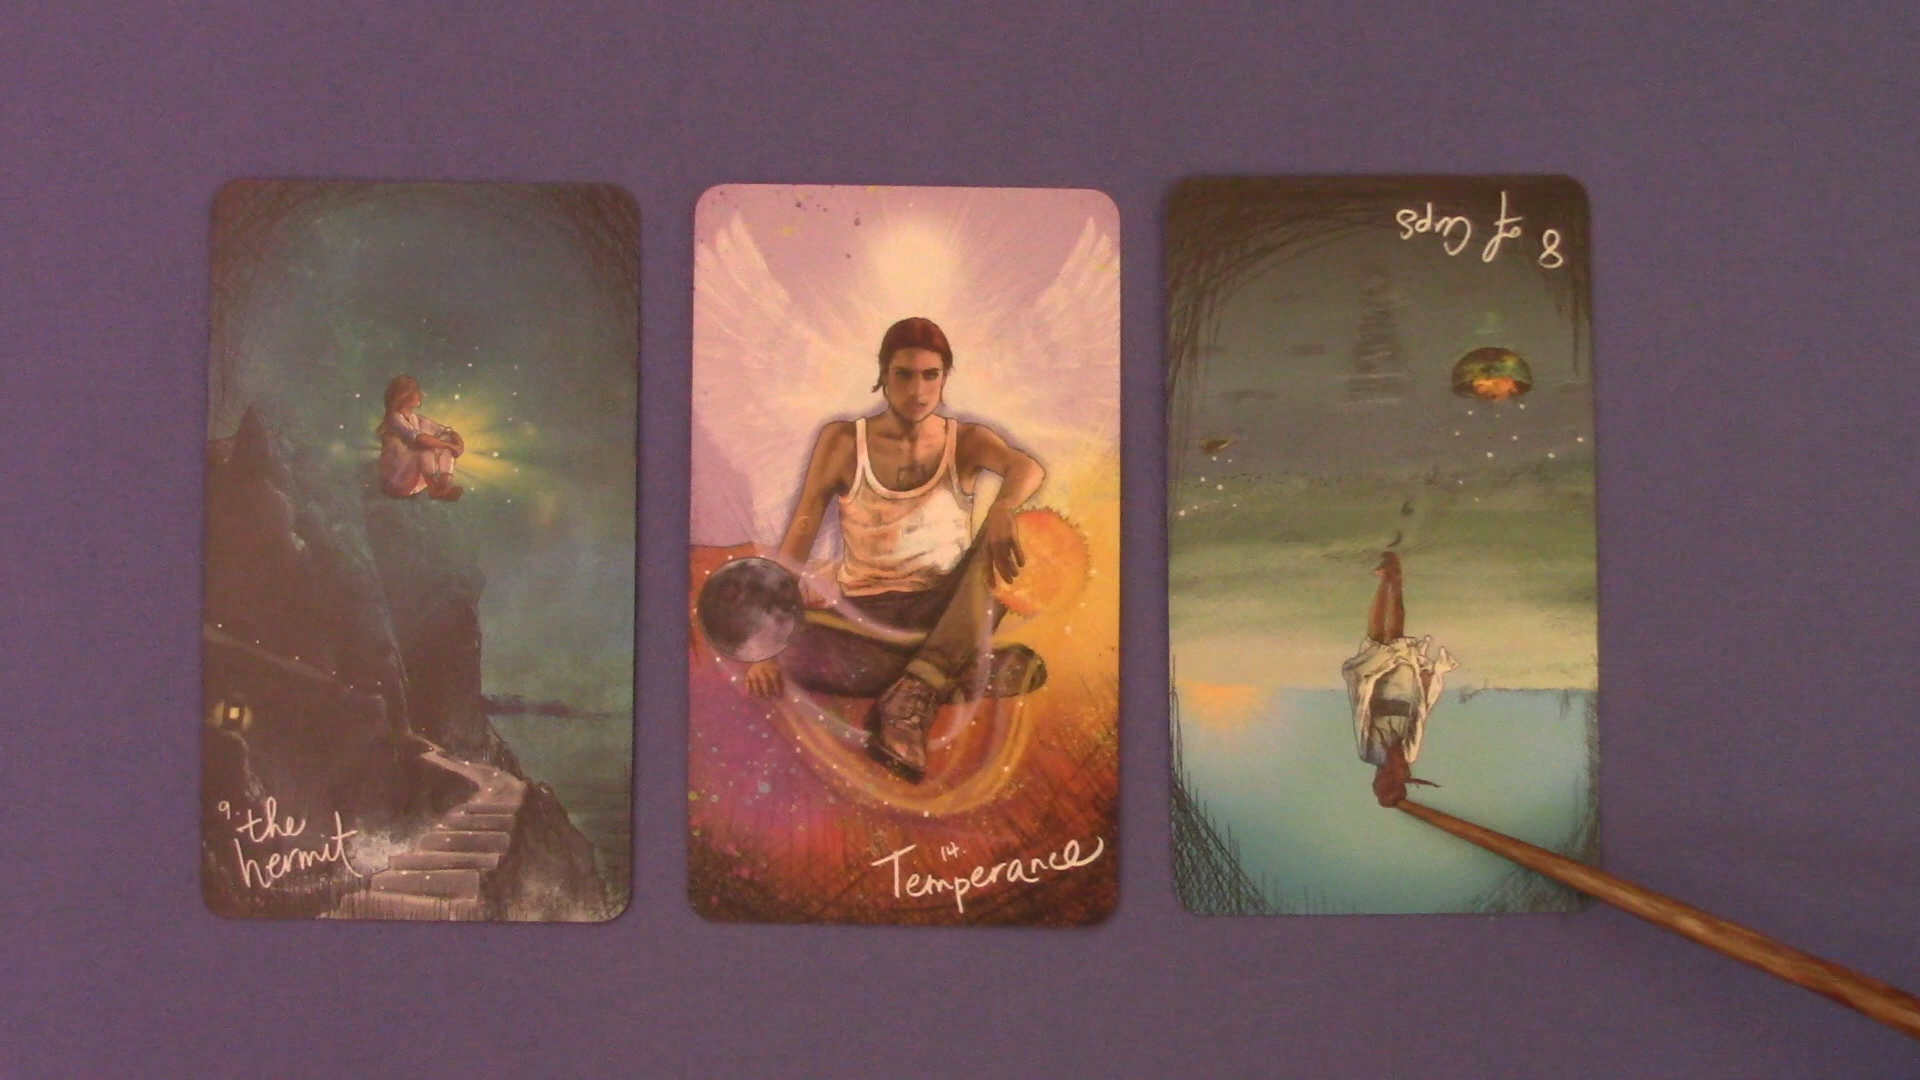 9. the
hermit
14.
Temperance
8 of Cups